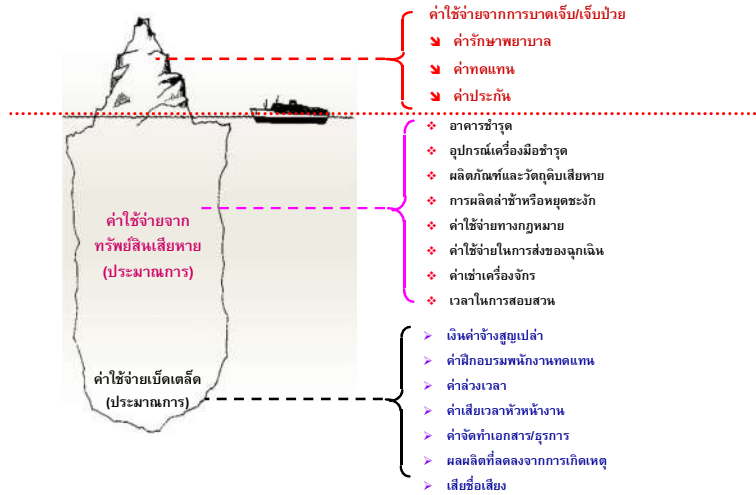 ค่าใช้จ่ายจากการบาดเจ็บ/เจ็บป่วย
ค่ารักษาพยาบาล
ค่าทดแทน
ค่าประกัน
อาคารชำรุด
อุปกรณ์เครื่องมือชำรุด
ผลิตภัณฑ์และวัตถุดิบเสียหาย
การผลิตล่าช้าหรือหยุดชะงัก
ค่าใช้จ่ายทางกฎหมาย
ค่าใช้จ่ายในการส่งของฉุกเฉิน
ค่าเช่าเครื่องจักร
เวลาในการสอบสวน
ค่าใช้จ่ายจาก
ทรัพย์สินเสียหาย
(ประมาณการ)
เงินค่าจ้างสูญเปล่า
ค่าฝึกอบรมพนักงานทดแทน
ค่าล่วงเวลา
ค่าเสียเวลาหัวหน้างาน
ค่าจัดทำเอกสาร/ธุรการ
ผลผลิตที่ลดลงจากการเกิดเหตุ
เสียชื่อเสียง
ค่าใช้จ่ายเบ็ดเตล็ด
(ประมาณการ)